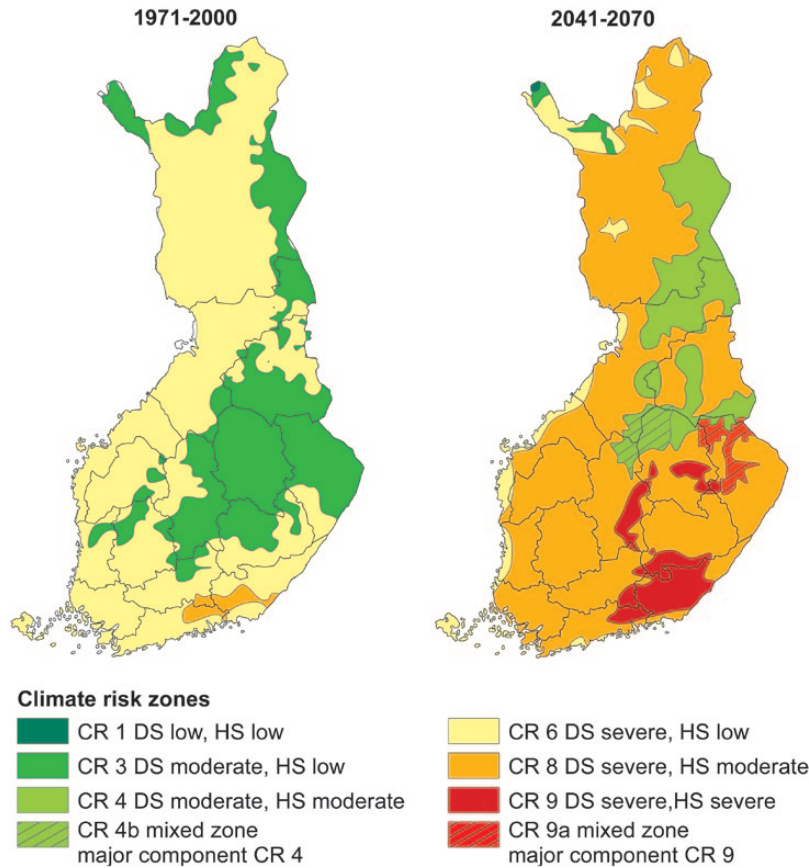 1971-2000
2041-2070
Climate risk zones
CR 1 DS low, HS low
CR 3 DS moderate, HS low
CR 4 DS moderate, HS moderate
CR 4b mixed zone
major component CR 4
CR 6 DS severe, HS low
CR 8 DS severe, HS moderate
CR 9 DS severe,HS severe
CR 9a mixed zone
major component CR 9